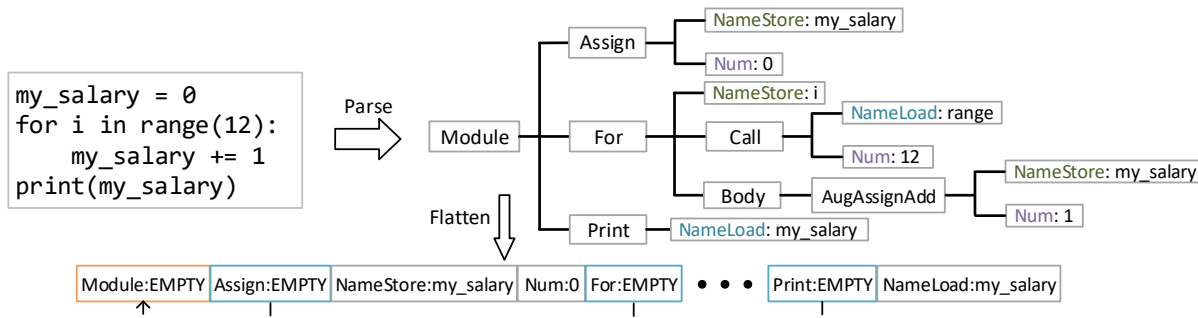 my_salary = 0
for i in range(12):
    my_salary += 1
print(my_salary)
Parse
Module
Assign
NameStore: my_salary
Num: 0
For
NameStore: i
Call
NameLoad: range
Num: 12
Body
AugAssignAdd
NameStore: my_salary
Num: 1
Print
NameLoad: my_salary
Flatten
Module:EMPTY Assign:EMPTY NameStore:my_salary Num:0 For:EMPTY • • • Print:EMPTY NameLoad:my_salary